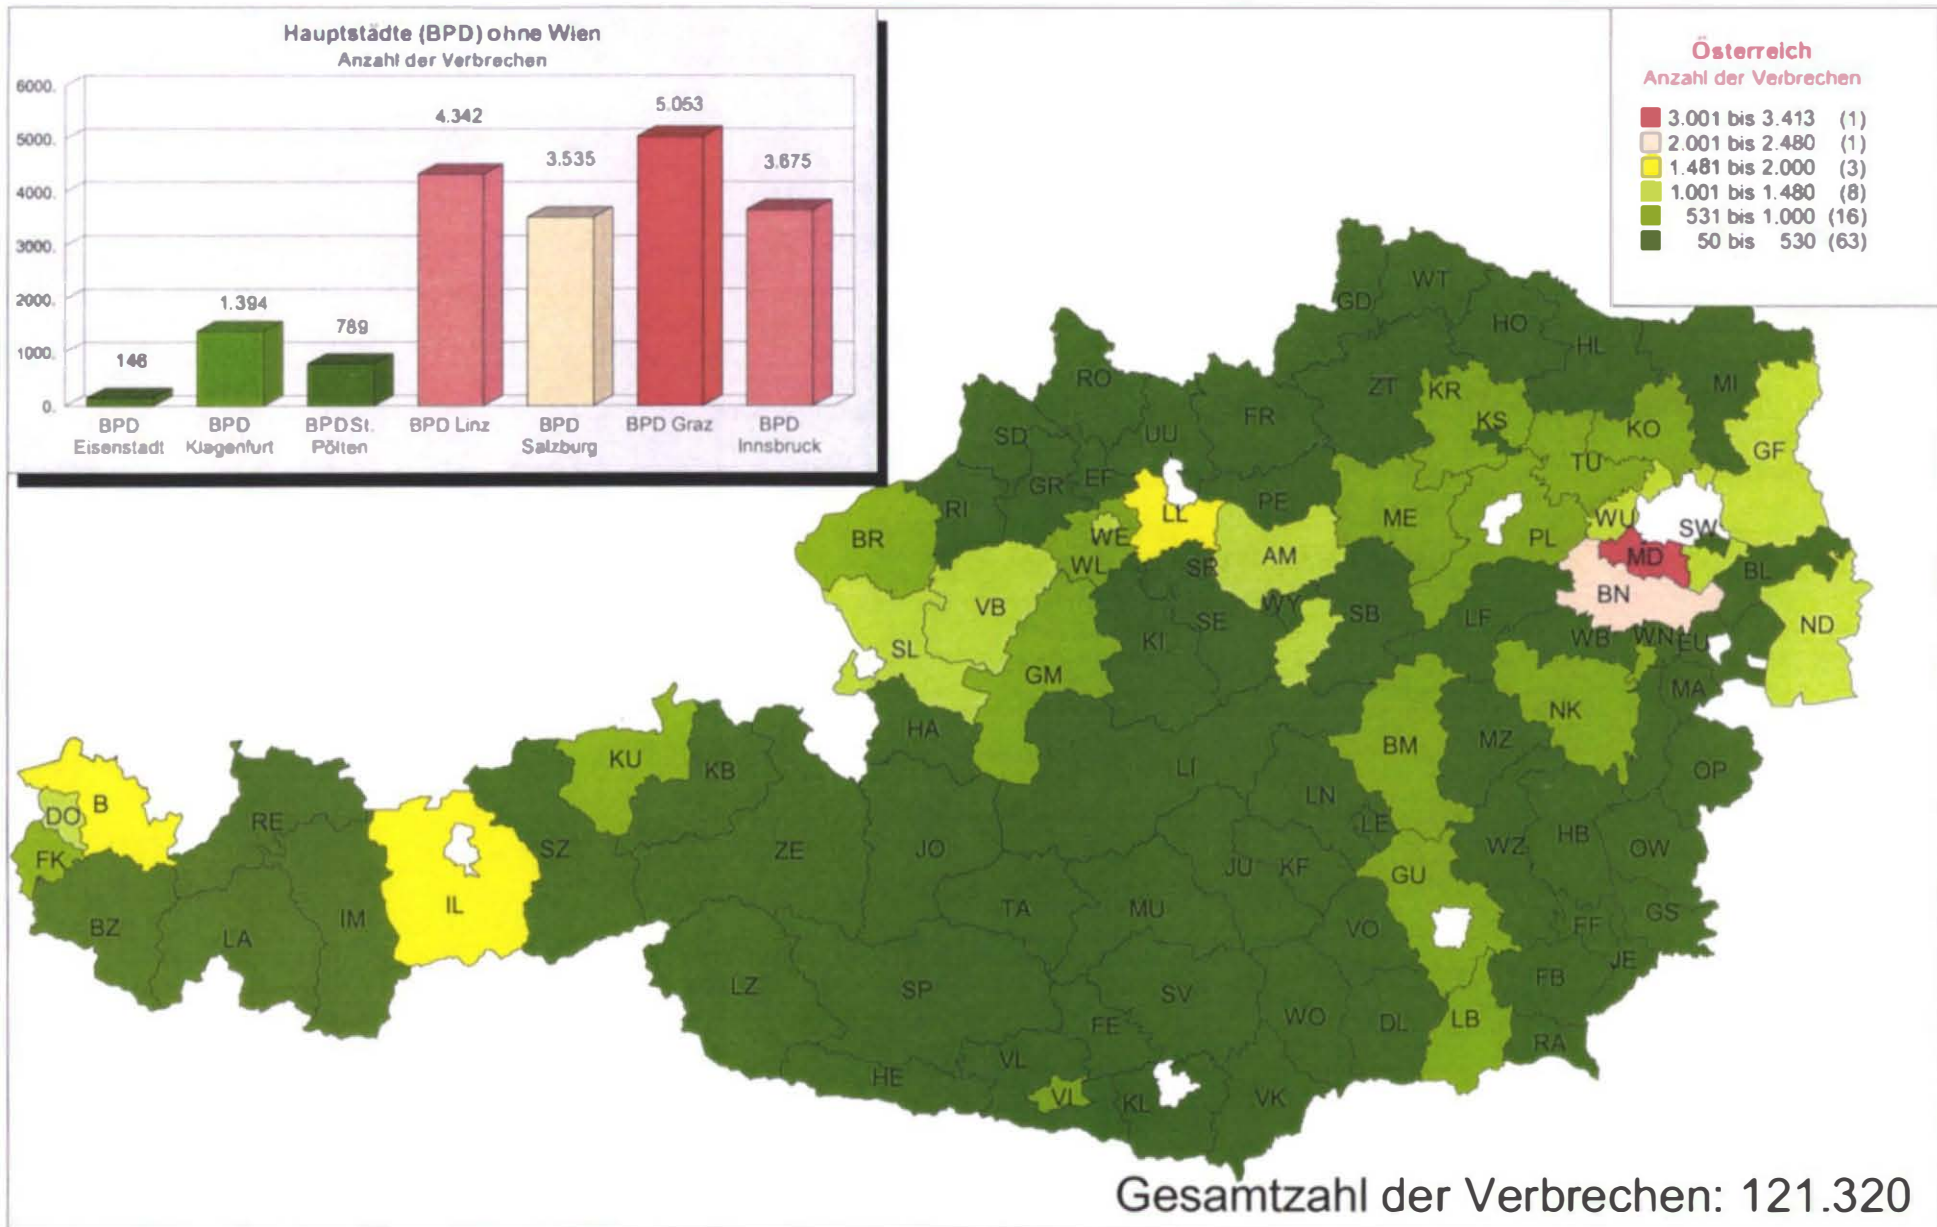 Hauptstädte (BPD) ohne Wien
Anzahl der Verbrechen
6000.
5000.
4000.
3000.
2000.
1000.
0.
146
1.394
789
4.342
3.535
5.053
3.675
BPD Eisenstadt
BPD Klagenfurt
BPD St. Pölten
BPD Linz
BPD Salzburg
BPD Graz
BPD Innsbruck
Österreich
Anzahl der Verbrechen
3.001 bis 3.413 (1)
2.001 bis 2.480 (1)
1.481 bis 2.000 (3)
1.001 bis 1.480 (8)
531 bis 1.000 (16)
50 bis 530 (63)
WT
GD
HO
HL
RO
ZT
KR
MI
FR
KS
KO
SD
UU
GF
TU
GR
EF
RI
PE
LL
ME
WU
SW
BR
WE
PL
AM
MD
WL
SR
BL
BN
VB
WY
SB
SE
LF
ND
KI
WB
WN
EU
SL
GM
MA
NK
HA
BM
MZ
KU
KB
LI
OP
LN
B
DO
RE
LE
HB
FK
SZ
ZE
JO
WZ
OW
JU
KF
GU
IL
TA
MU
IM
GS
BZ
LA
VO
FF
JE
FB
LZ
SP
SV
WO
DL
LB
FE
RA
VL
HE
VL
KL
VK
Gesamtzahl der Verbrechen: 121.320